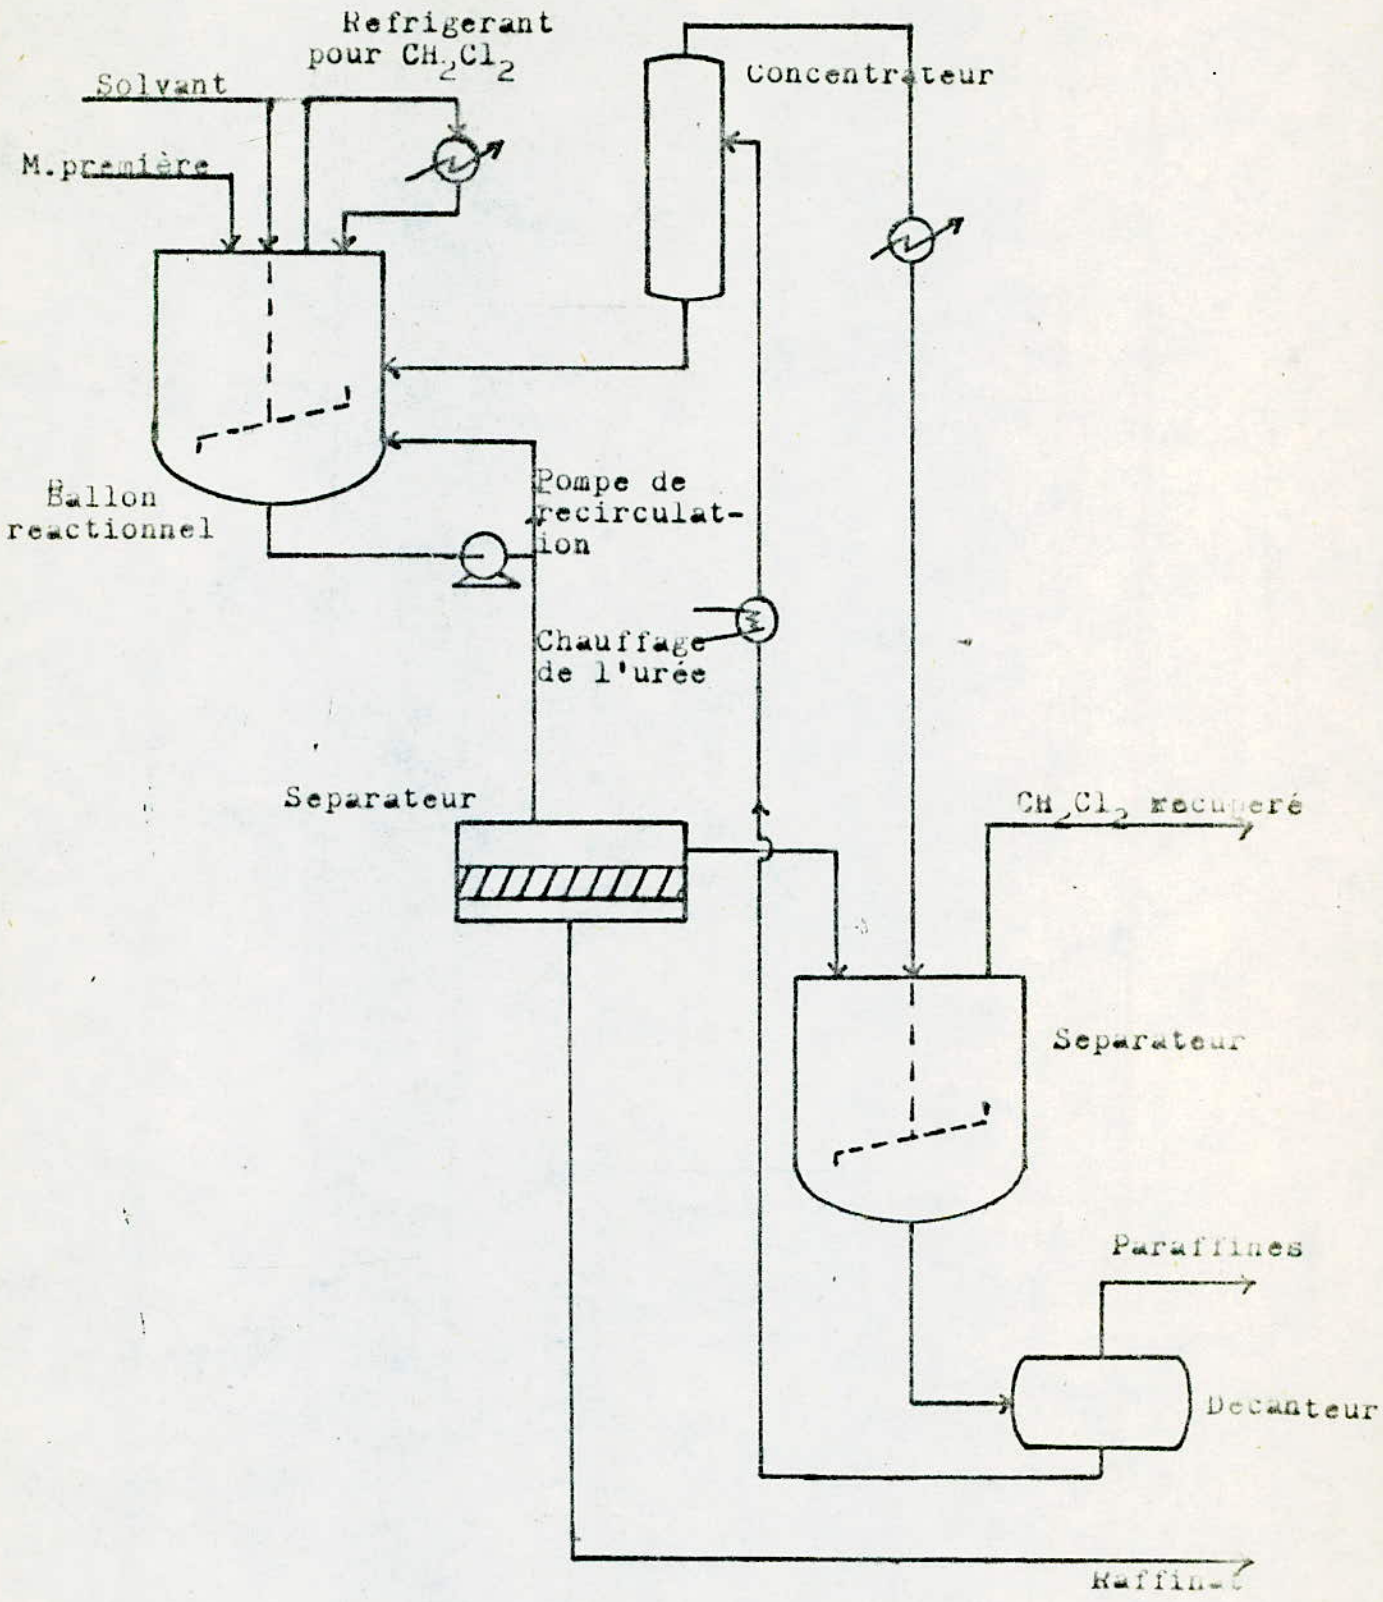 Refrigerant
pour CH2Cl2
Solvant
Concentrateur
M.première
Ballon
reactionnel
Pompe de
recirculat-
ion
Chauffage
de l'urée
Separateur
CH2Cl2 recuperé
Separateur
Paraffines
Decanteur
Raffinat